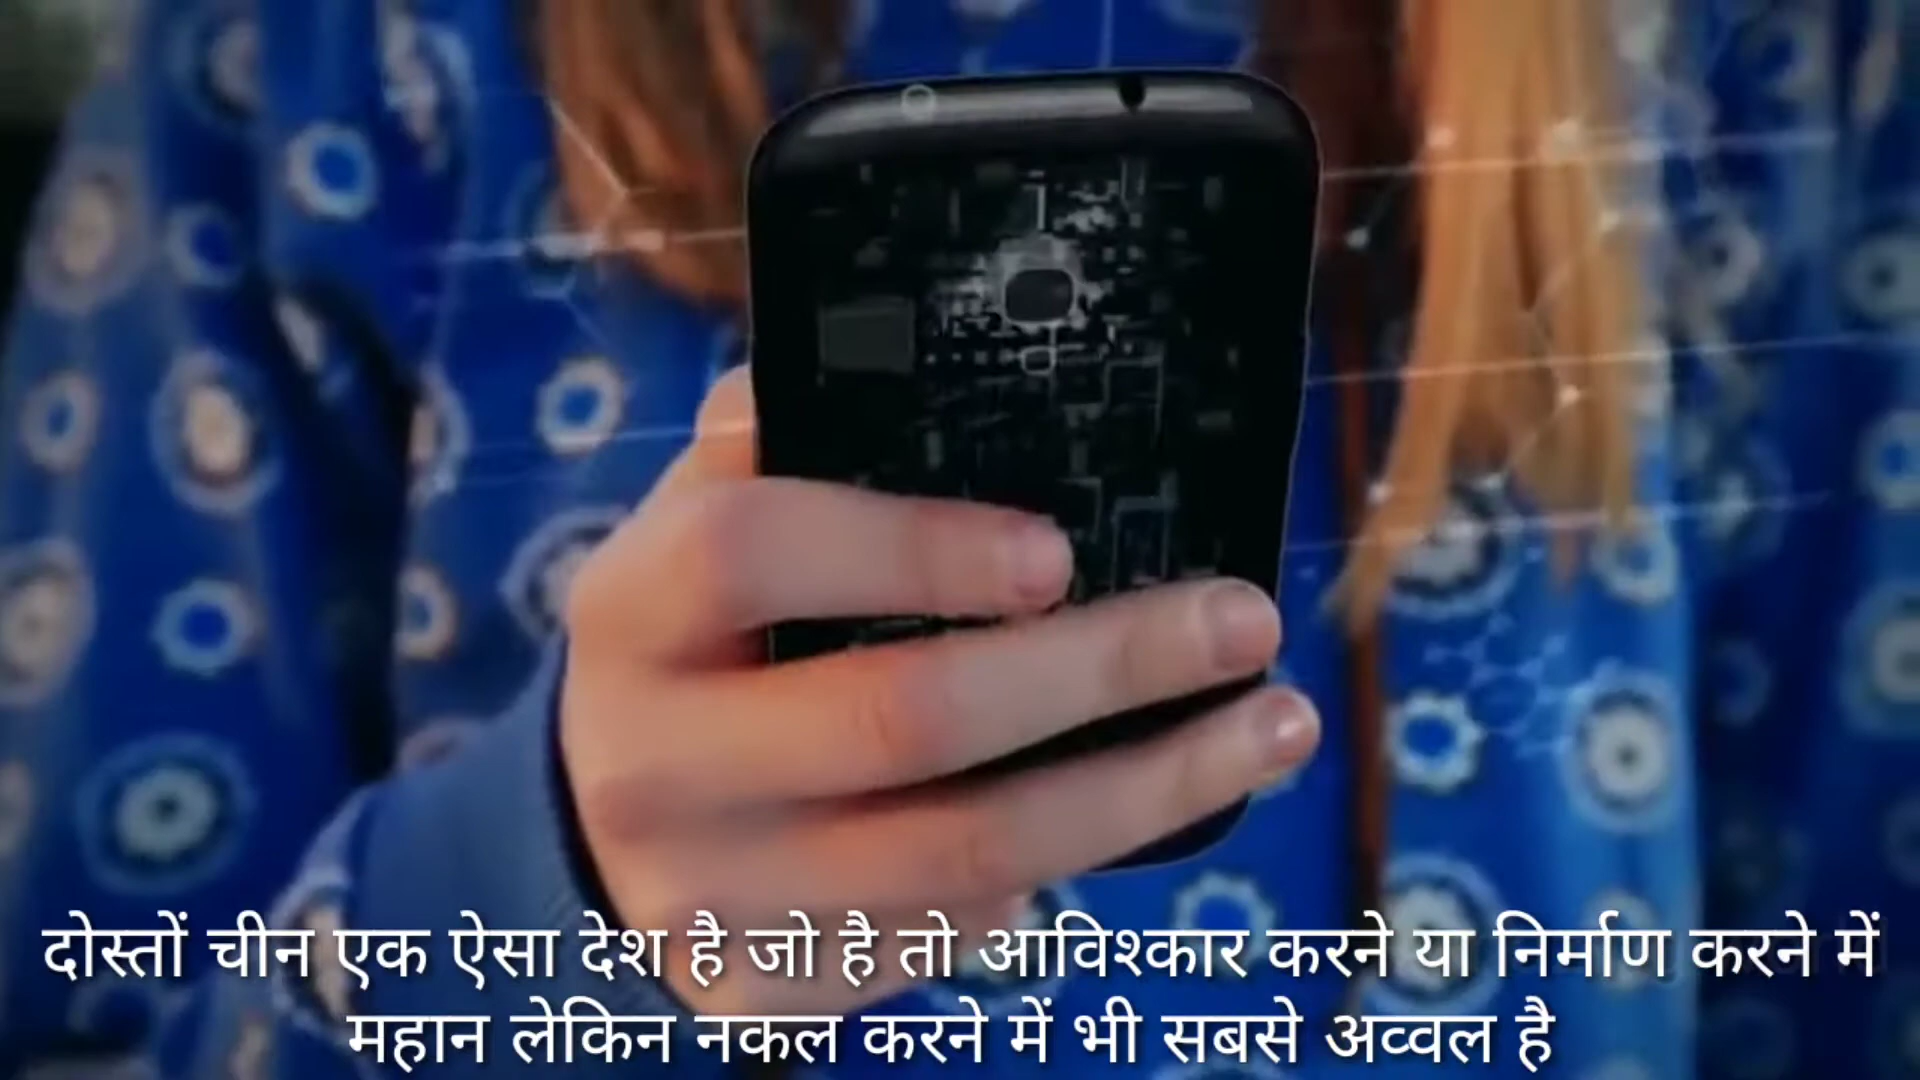 दोस्तों चीन एक ऐसा देश है जो है तो आविश्कार करने या निर्माण करने में
महान लेकिन नकल करने में भी सबसे अव्वल है